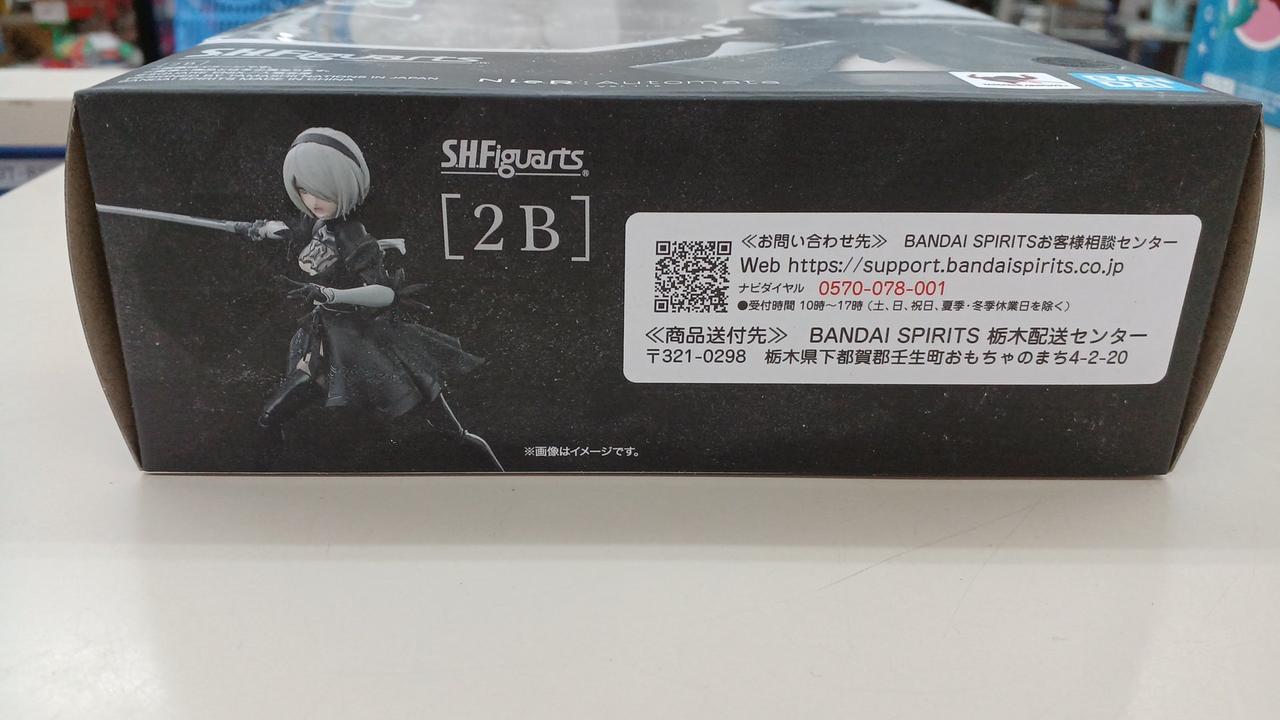 S.H.Figuarts
NATIONS IN JAPAN
NieR:Automata
BAN
DAI
S.H.Figuarts®
[2B]
≪お問い合わせ先≫ BANDAI SPIRITSお客様相談センター
Web https://support.bandaispirits.co.jp
ナビダイヤル 0570-078-001
●受付時間 10時～17時（土、日、祝日、夏季・冬季休業日を除く）
≪商品送付先≫ BANDAI SPIRITS 栃木配送センター
〒321-0298 栃木県下都賀郡壬生町おもちゃのまち4-2-20
※画像はイメージです。